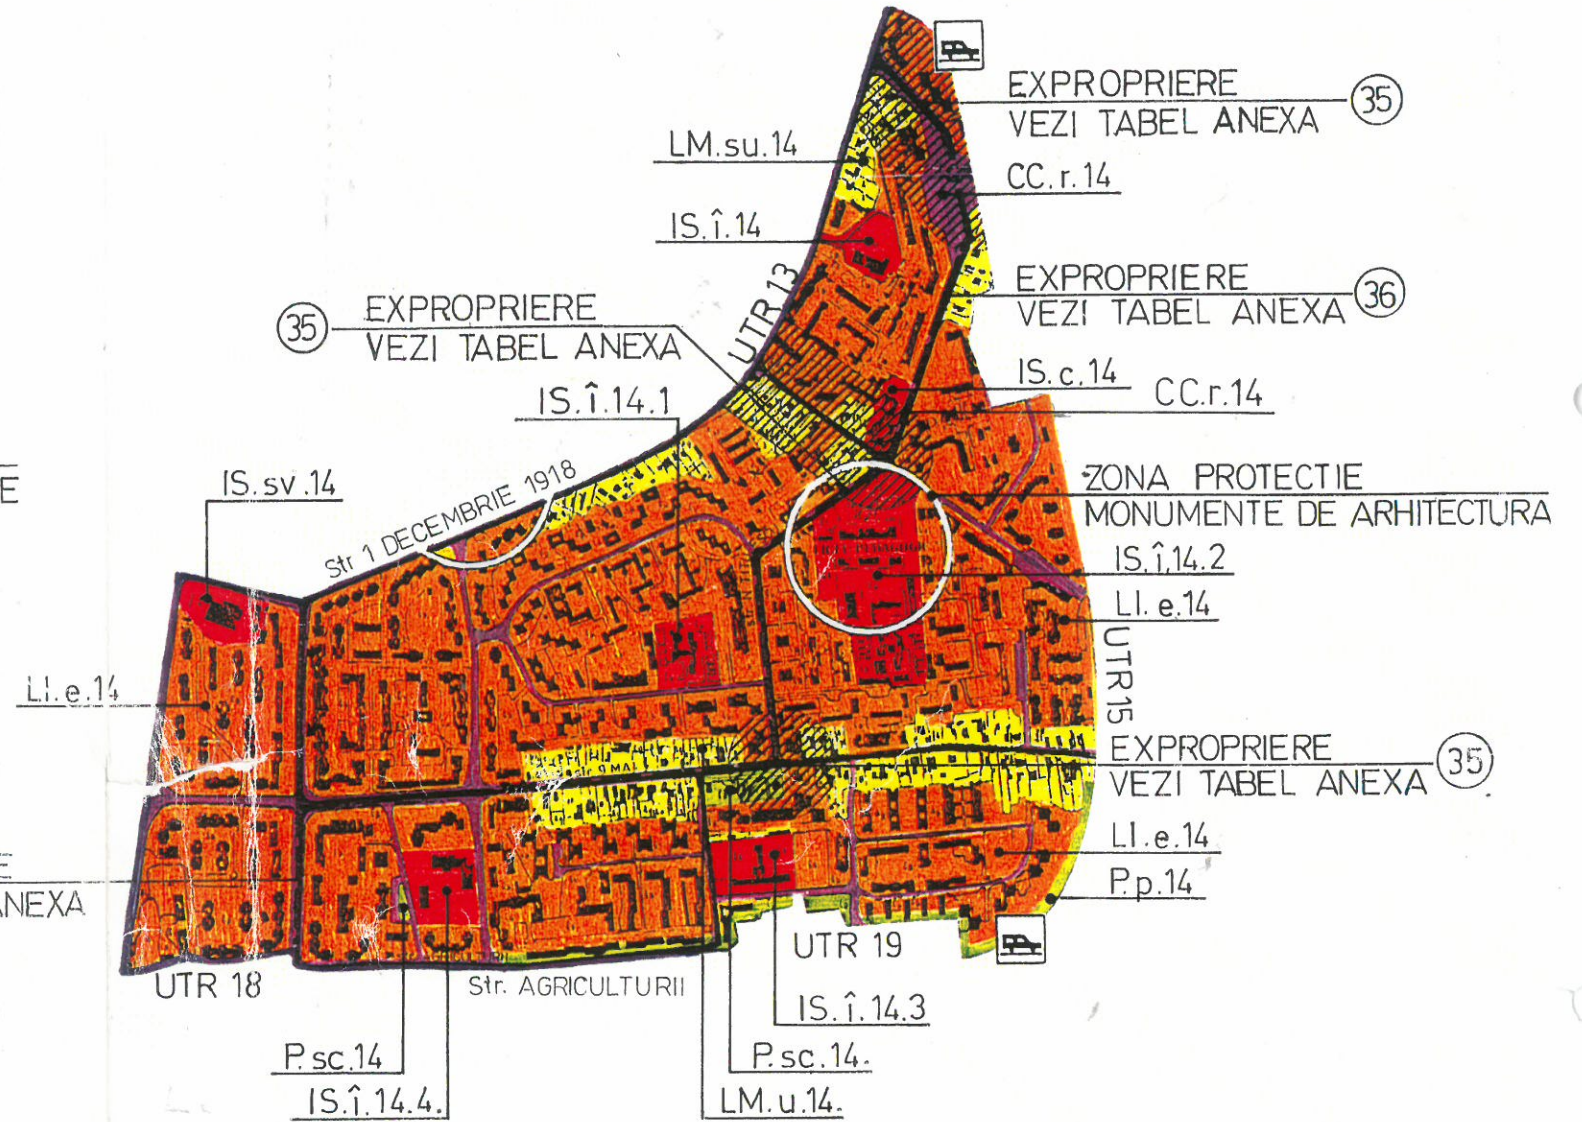 EXPROPRIERE
VEZI TABEL ANEXA
35
LM.su.14
CC.r.14
IS.î.14
UTR 13
EXPROPRIERE
VEZI TABEL ANEXA
36
35
EXPROPRIERE
VEZI TABEL ANEXA
IS.c.14
CC.r.14
IS.î.14.1
E
IS.sv.14
Str 1 DECEMBRIE 1918
ZONA PROTECTIE
MONUMENTE DE ARHITECTURA
IS.î,14.2
LI.e.14
UTR 15
LI.e.14
9 MAI
EXPROPRIERE
VEZI TABEL ANEXA
35
LI.e.14
P.p.14
E
ANEXA
UTR 19
UTR 18
Str. AGRICULTURII
IS.î.14.3
P.sc.14
P.sc.14.
IS.î.14.4.
LM.u.14.